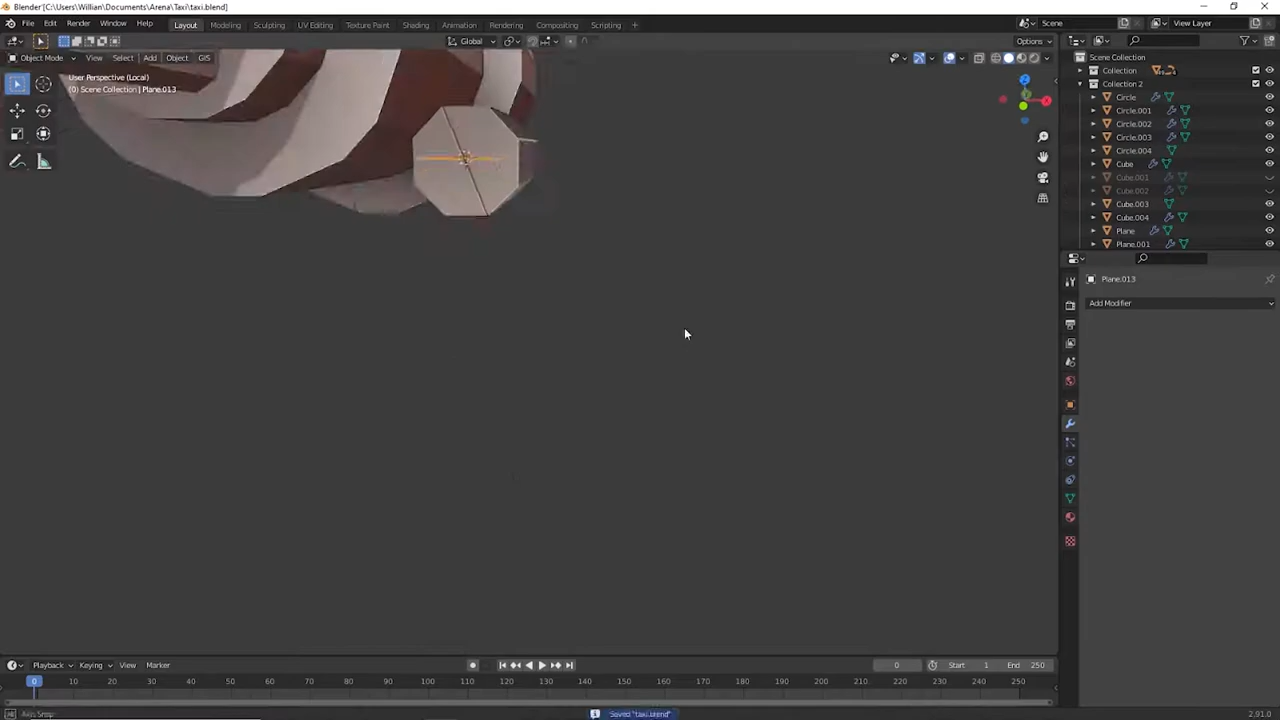 Blender [C:\Users\Willian\Documents\Arena\Taxi\taxi.blend]
File Edit Render Window Help Layout Modeling Sculpting UV Editing Texture Paint Shading Animation Rendering Compositing Scripting + Scene View Layer
Global Options
Object Mode View Select Add Object GIS
User Perspective (Local)
(0) Scene Collection | Plane.013
Scene Collection
Collection
Collection 2
Circle
Circle.001
Circle.002
Circle.003
Circle.004
Cube
Cube.001
Cube.002
Cube.003
Cube.004
Plane
Plane.001
Plane.013
Add Modifier
Playback Keying View Marker 0 Start 1 End 250
0 10 20 30 40 50 60 70 80 90 100 110 120 130 140 150 160 170 180 190 200 210 220 230 240 250
Axis Snap Saved "taxi.blend" 2.91.0